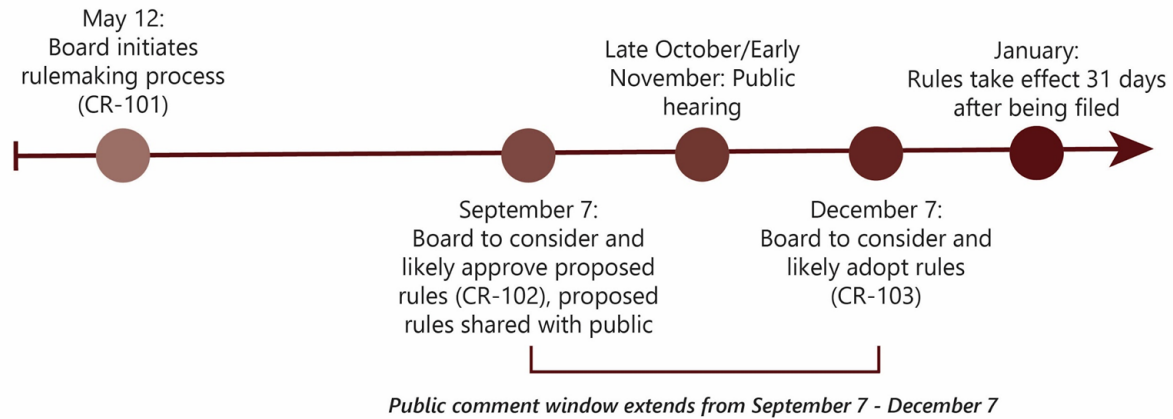 May 12:
Board initiates
rulemaking process
(CR-101)
Late October/Early
November: Public
hearing
January:
Rules take effect 31 days
after being filed
September 7:
Board to consider and
likely approve proposed
rules (CR-102), proposed
rules shared with public
December 7:
Board to consider and
likely adopt rules
(CR-103)
Public comment window extends from September 7 - December 7